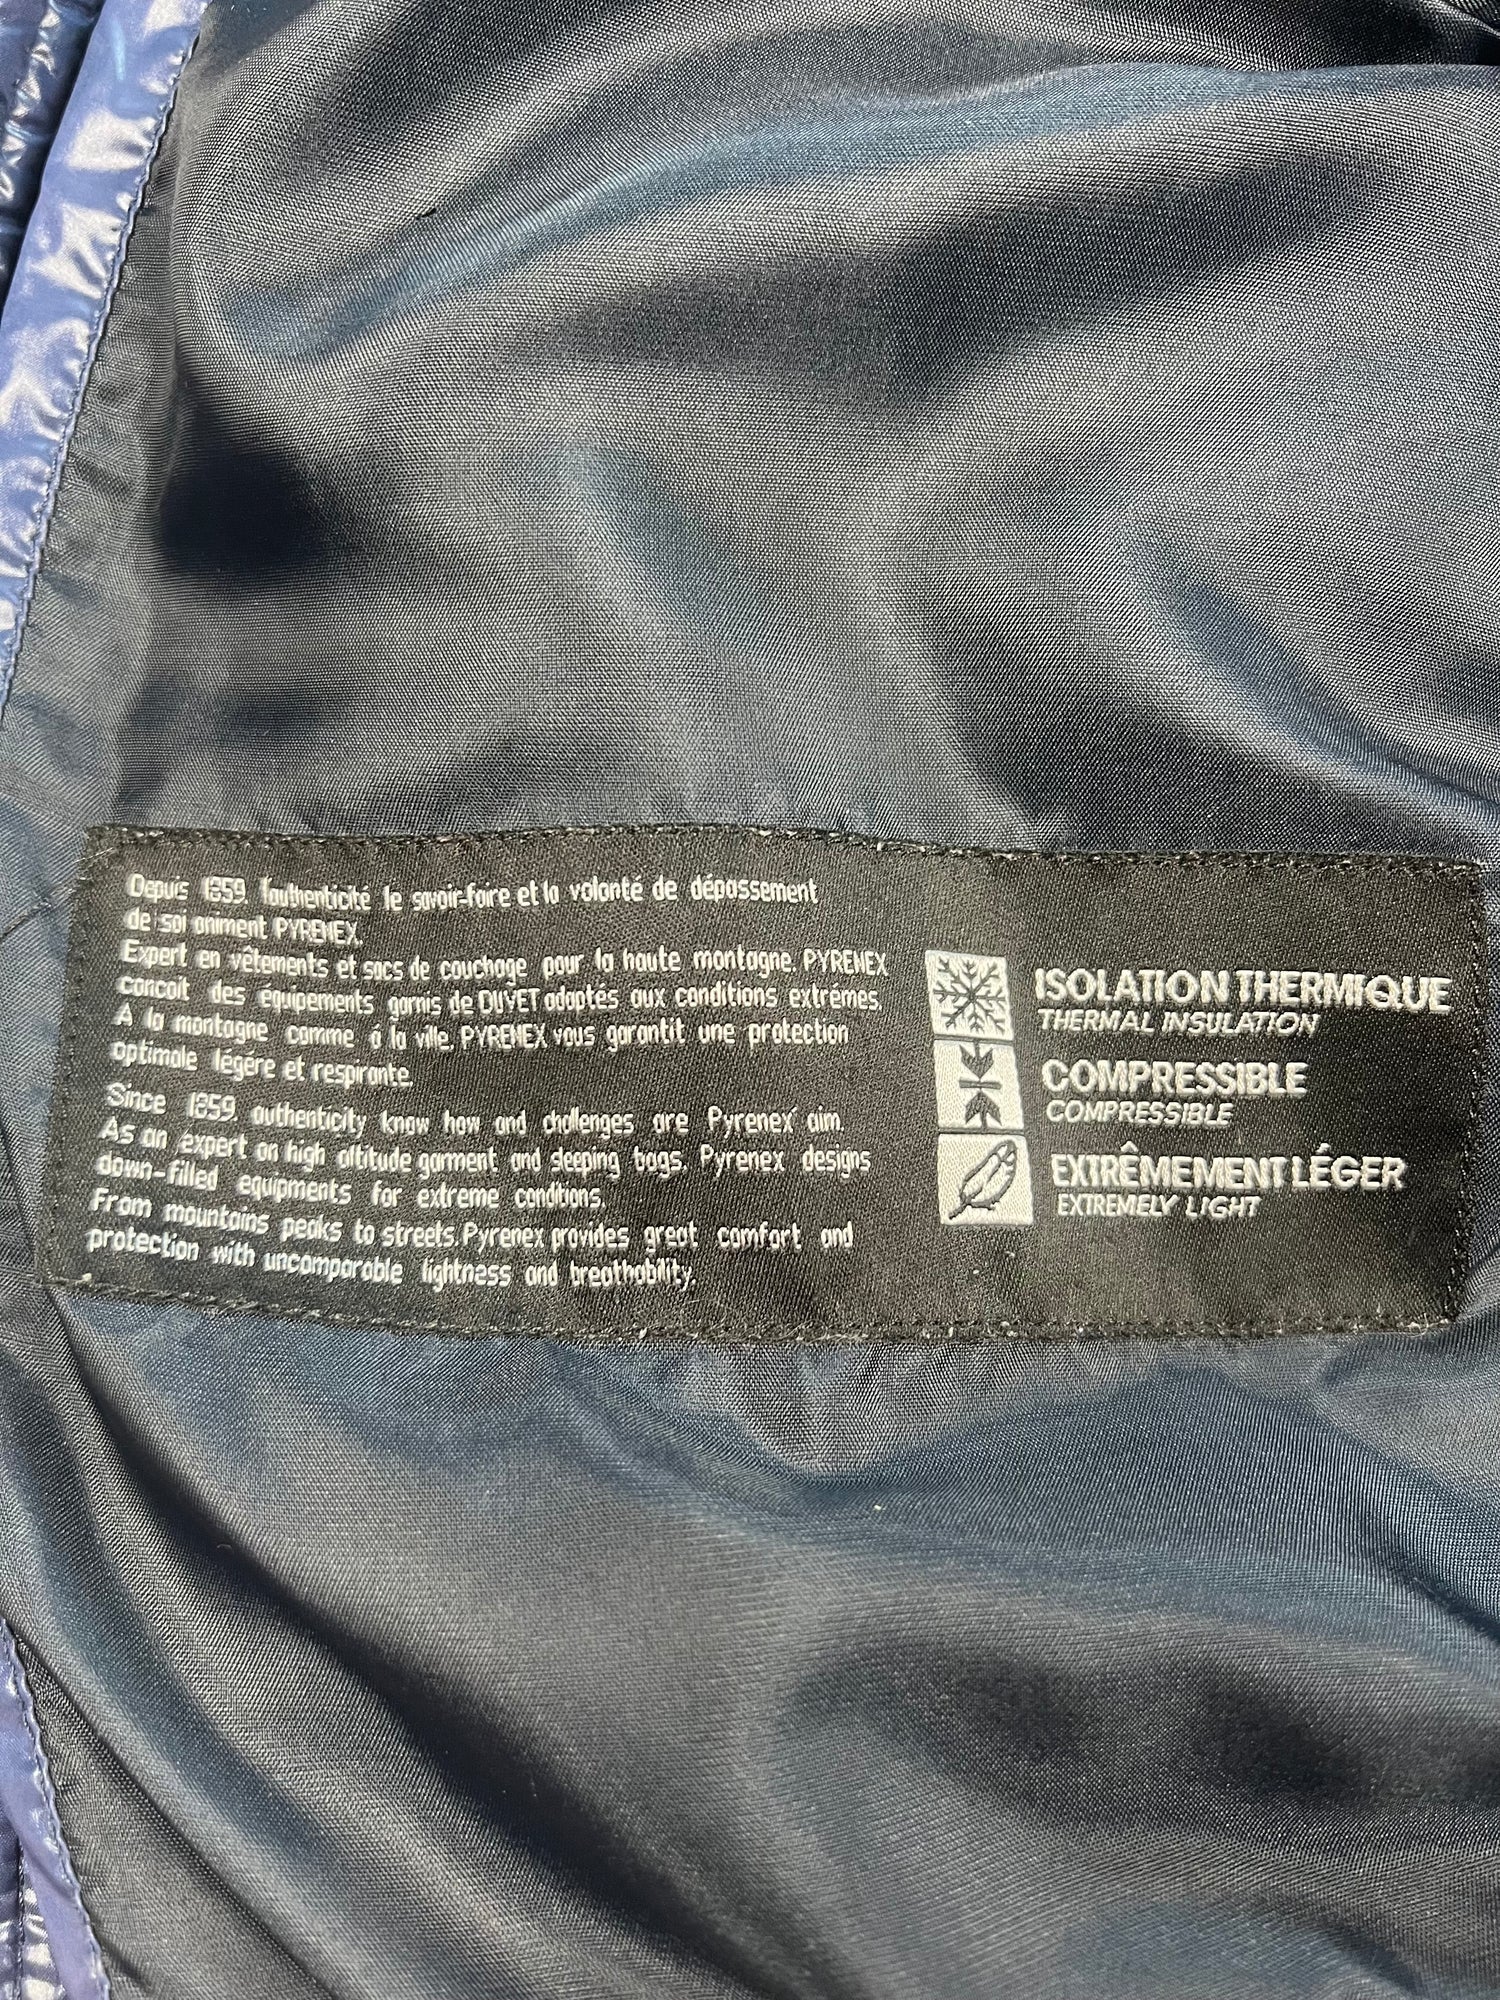 Depuis 1859, l'authenticité le savoir-faire et la volonté de dépassement
de soi animent PYRENEX.
Expert en vêtements et sacs de couchage pour la haute montagne. PYRENEX
concoit des équipements garnis de DUVET adaptés aux conditions extrémes.
A la montagne comme á la ville, PYRENEX vous garantit une protection
optimale légére et respirante.
Since 1859, authenticity know how and challenges are Pyrenex' aim.
As an expert on high altitude garment and sleeping bags. Pyrenex designs
down-filled equipments for extreme conditions.
From mountains peaks to streets. Pyrenex provides great comfort and
protection with uncomparable lightness and breathability.
ISOLATION THERMIQUE
THERMAL INSULATION
COMPRESSIBLE
COMPRESSIBLE
EXTRÊMEMENT LÉGER
EXTREMELY LIGHT